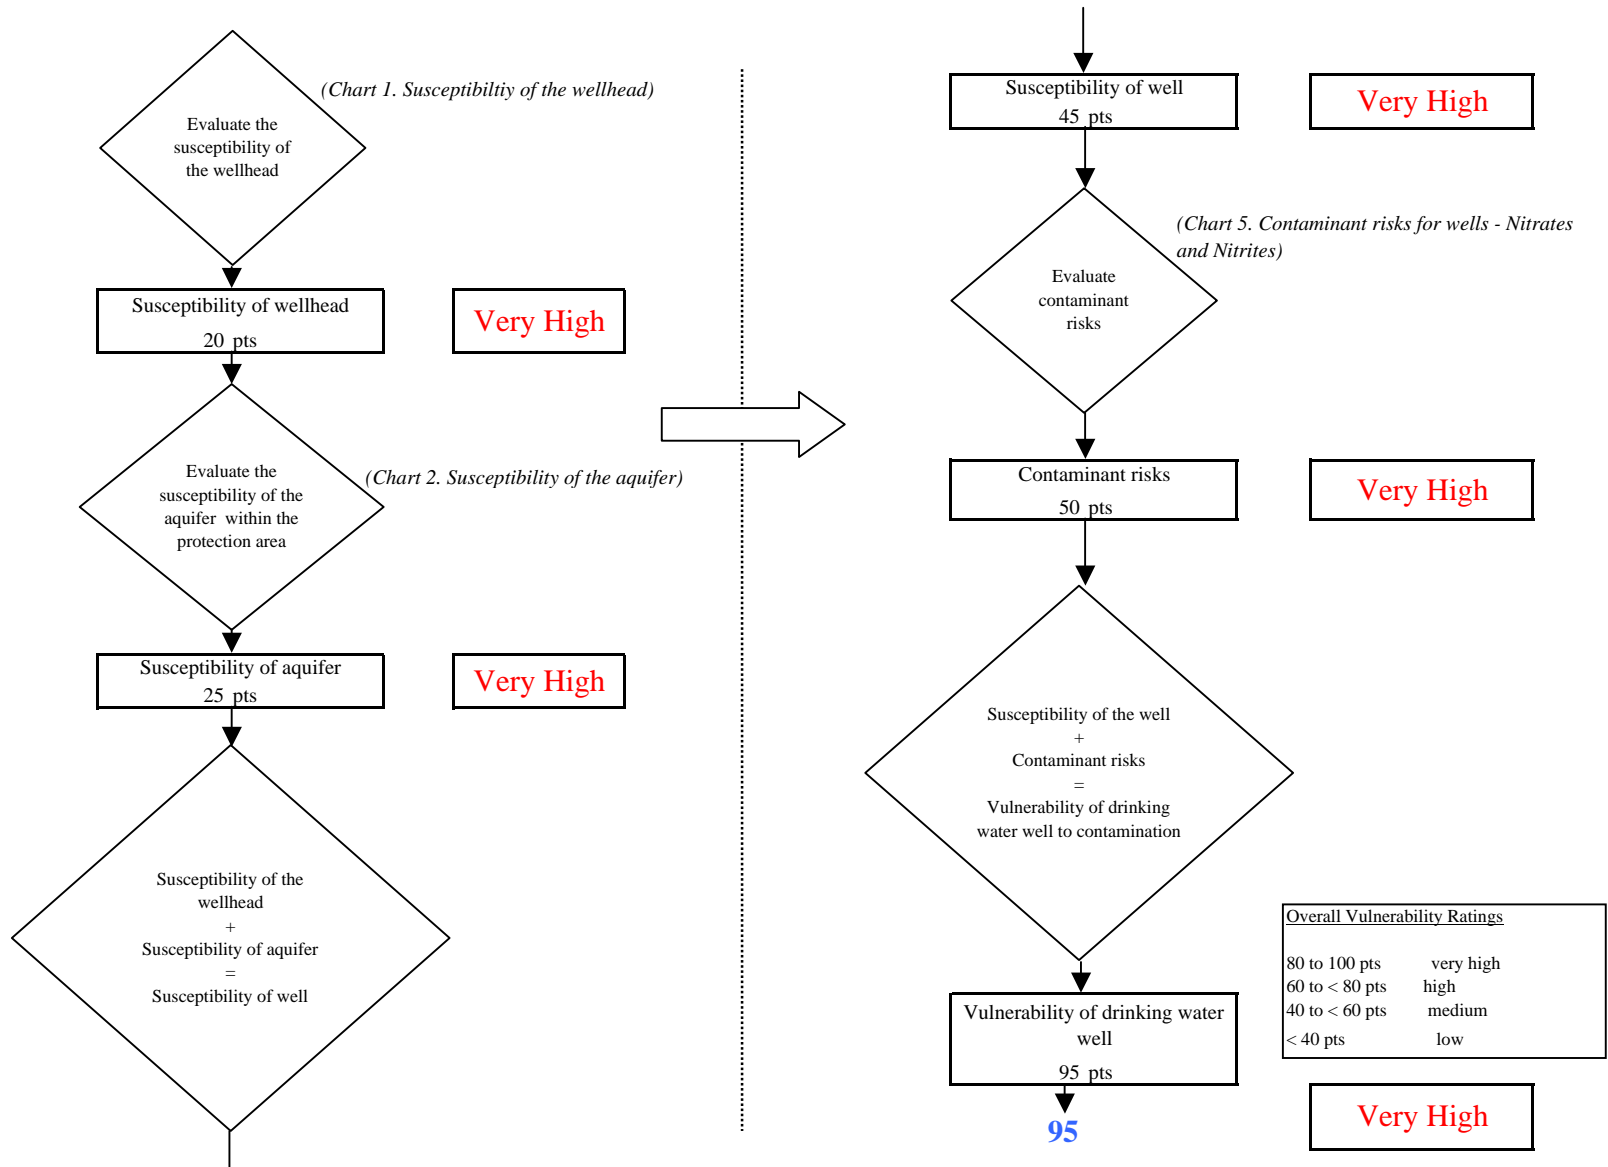 (Chart 1. Susceptibiltiy of the wellhead)
Evaluate the
susceptibility of
the wellhead
Susceptibility of wellhead
20 pts
Very High
Evaluate the
susceptibility of the
aquifer within the
protection area
(Chart 2. Susceptibility of the aquifer)
Susceptibility of aquifer
25 pts
Very High
Susceptibility of the
wellhead
+
Susceptibility of aquifer
=
Susceptibility of well
Susceptibility of well
45 pts
Very High
(Chart 5. Contaminant risks for wells - Nitrates
and Nitrites)
Evaluate
contaminant
risks
Contaminant risks
50 pts
Very High
Susceptibility of the well
+
Contaminant risks
=
Vulnerability of drinking
water well to contamination
Overall Vulnerability Ratings
80 to 100 pts very high
60 to < 80 pts high
40 to < 60 pts medium
< 40 pts low
Vulnerability of drinking water
well
95 pts
95
Very High